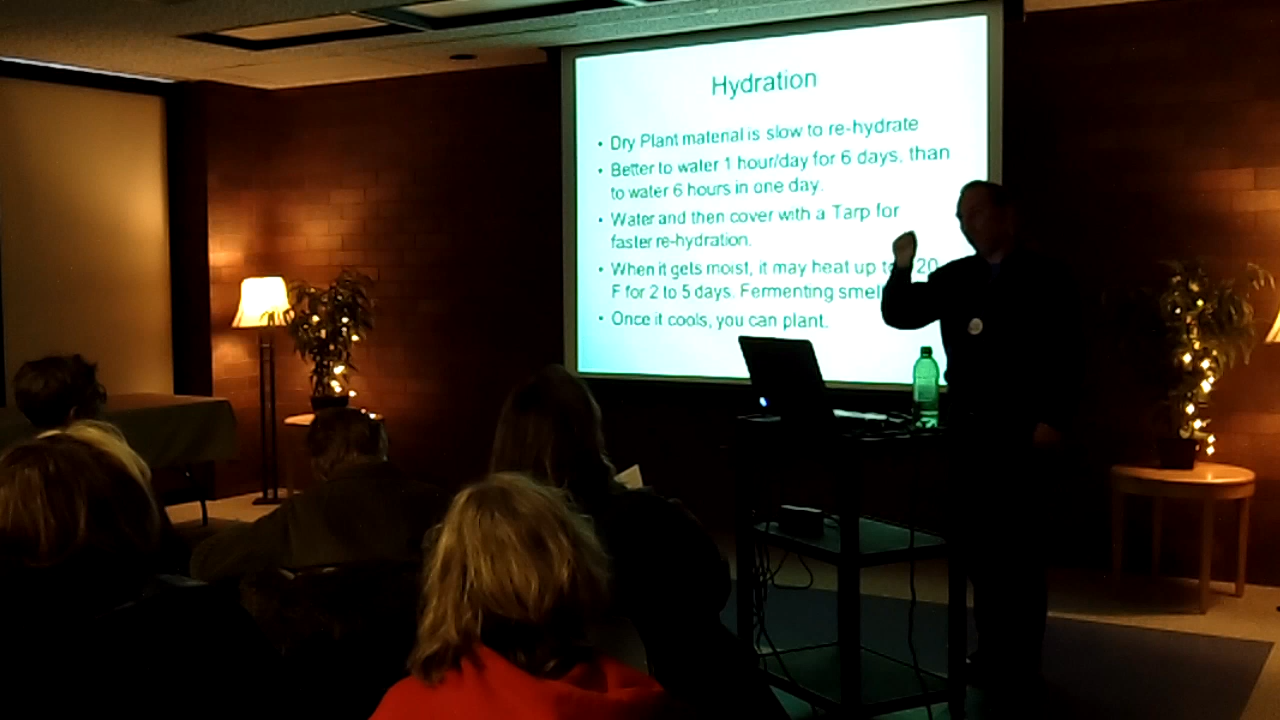 Hydration
• Dry Plant material is slow to re-hydrate
• Better to water 1 hour/day for 6 days, than
to water 6 hours in one day.
• Water and then cover with a Tarp for
faster re-hydration.
• When it gets moist, it may heat up to 20
F for 2 to 5 days. Fermenting smel
• Once it cools, you can plant.